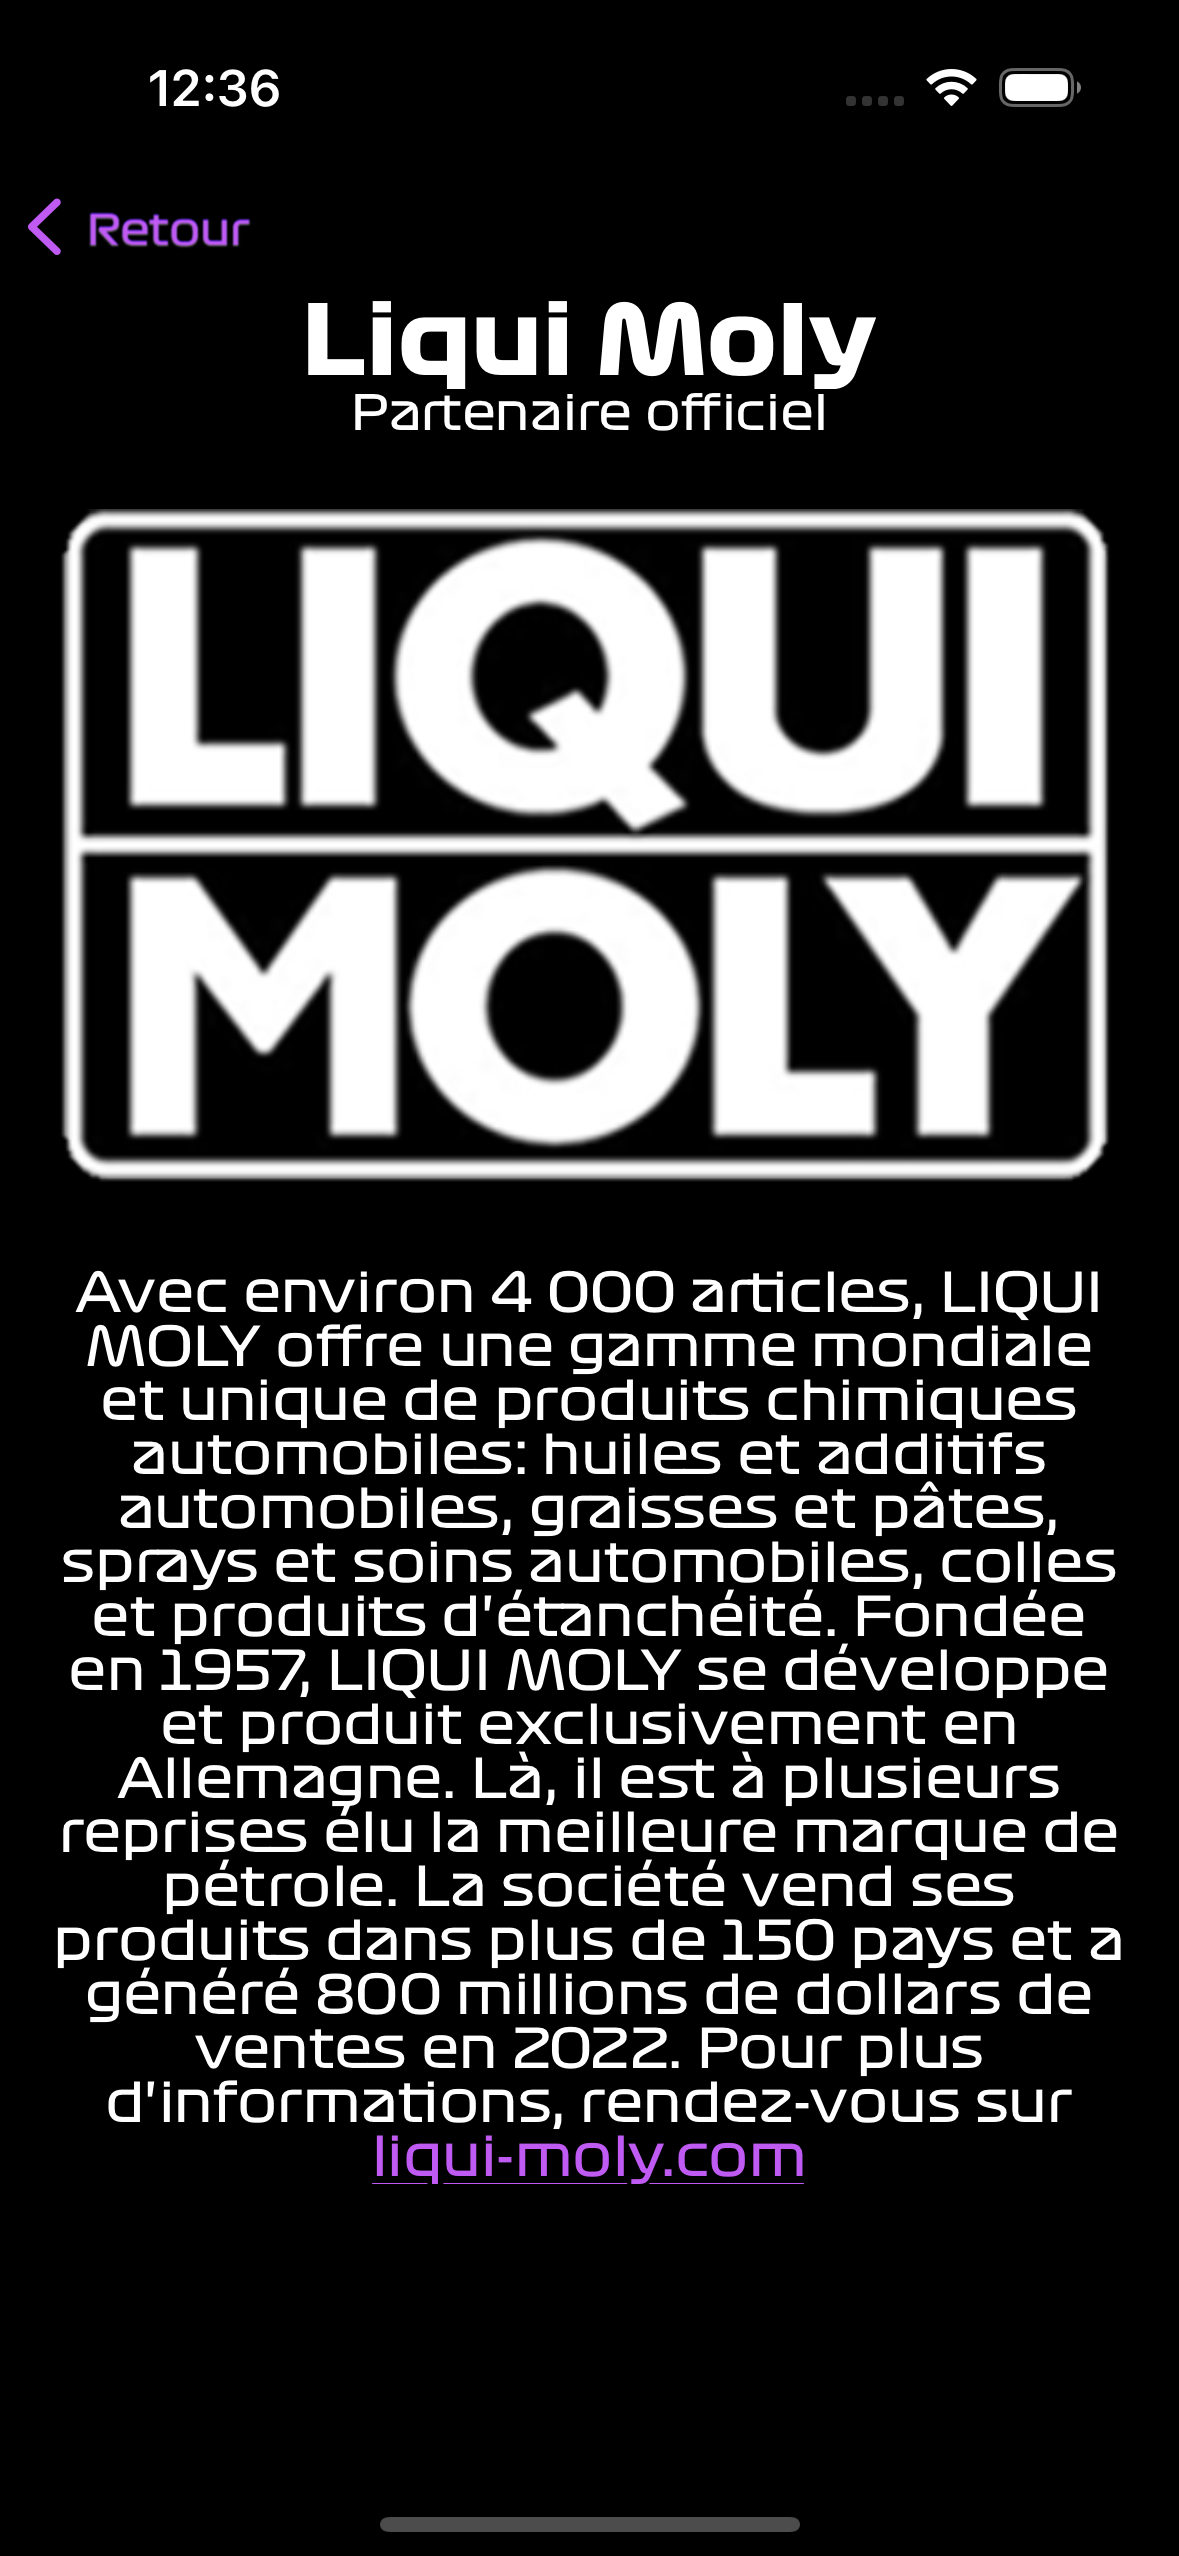 12:36
Retour
Liqui Moly
Partenaire officiel
LIQUI
MOLY
Avec environ 4 000 articles, LIQUI
MOLY offre une gamme mondiale
et unique de produits chimiques
automobiles: huiles et additifs
automobiles, graisses et pâtes,
sprays et soins automobiles, colles
et produits d'étanchéité. Fondée
en 1957, LIQUI MOLY se développe
et produit exclusivement en
Allemagne. Là, il est à plusieurs
reprises élu la meilleure marque de
pétrole. La société vend ses
produits dans plus de 150 pays et a
généré 800 millions de dollars de
ventes en 2022. Pour plus
d'informations, rendez-vous sur
liqui-moly.com